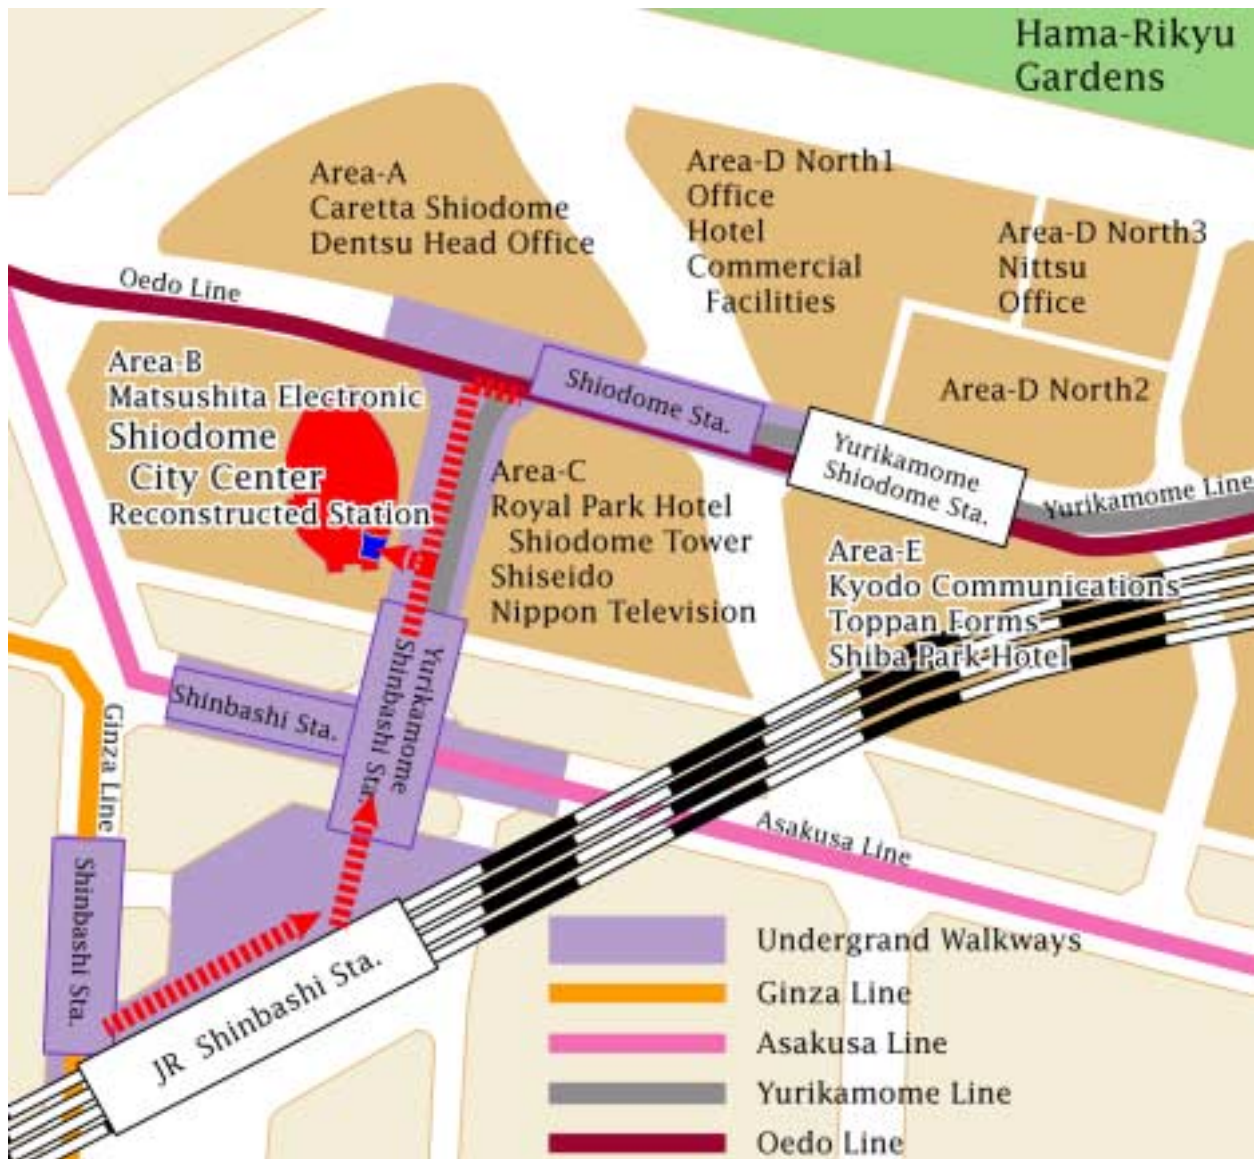 Hama-Rikyu
Gardens
Area-A
Caretta Shiodome
Dentsu Head Office
Area-D North1
Office
Hotel
Commercial
Facilities
Area-D North3
Nittsu
Office
Oedo Line
Area-B
Matsushita Electronic
Shiodome
City Center
Reconstructed Station
Shiodome Sta.
Area-D North2
Yurikamome
Shiodome Sta.
Yurikamome Line
Area-C
Royal Park Hotel
Shiodome Tower
Shiseido
Nippon Television
Area-E
Kyodo Communications
Toppan Forms
Shiba Park Hotel
Yurikamome
Shinbashi Sta.
Shinbashi Sta.
Ginza Line
Asakusa Line
Shinbashi Sta.
JR Shinbashi Sta.
Undergrand Walkways
Ginza Line
Asakusa Line
Yurikamome Line
Oedo Line